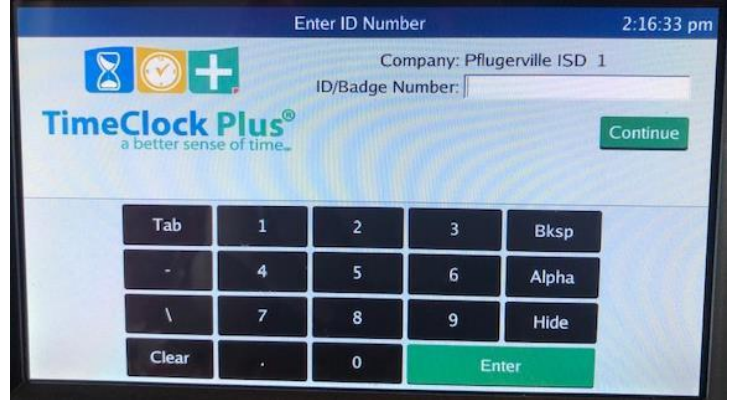 Enter ID Number 2:16:33 pm
Company: Pflugerville ISD 1
ID/Badge Number:
TimeClock Plus®
a better sense of time℠
Continue
Tab 1 2 3 Bksp
- 4 5 6 Alpha
\ 7 8 9 Hide
Clear . 0 Enter